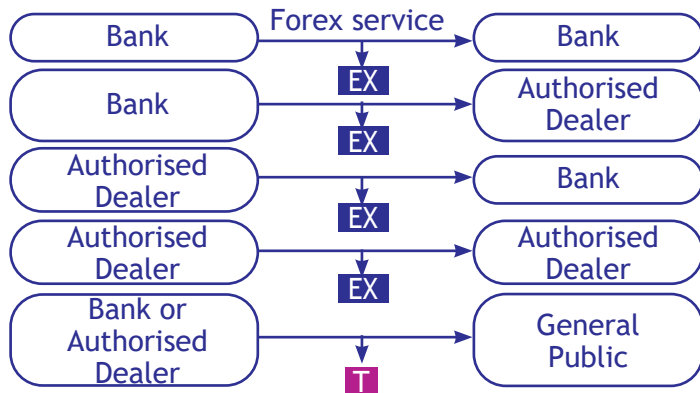 Forex service
Bank
Bank
EX
Bank
Authorised
Dealer
EX
Authorised
Dealer
Bank
EX
Authorised
Dealer
Authorised
Dealer
EX
Bank or
Authorised
Dealer
General
Public
T